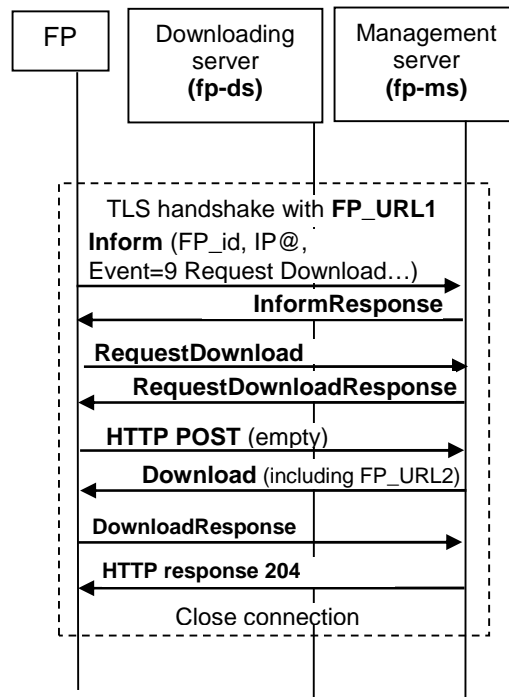 FP
Downloading
server
(fp-ds)
Management
server
(fp-ms)
TLS handshake with FP_URL1
Inform (FP_id, IP@,
Event=9 Request Download…)
InformResponse
RequestDownload
RequestDownloadResponse
HTTP POST (empty)
Download (including FP_URL2)
DownloadResponse
HTTP response 204
Close connection